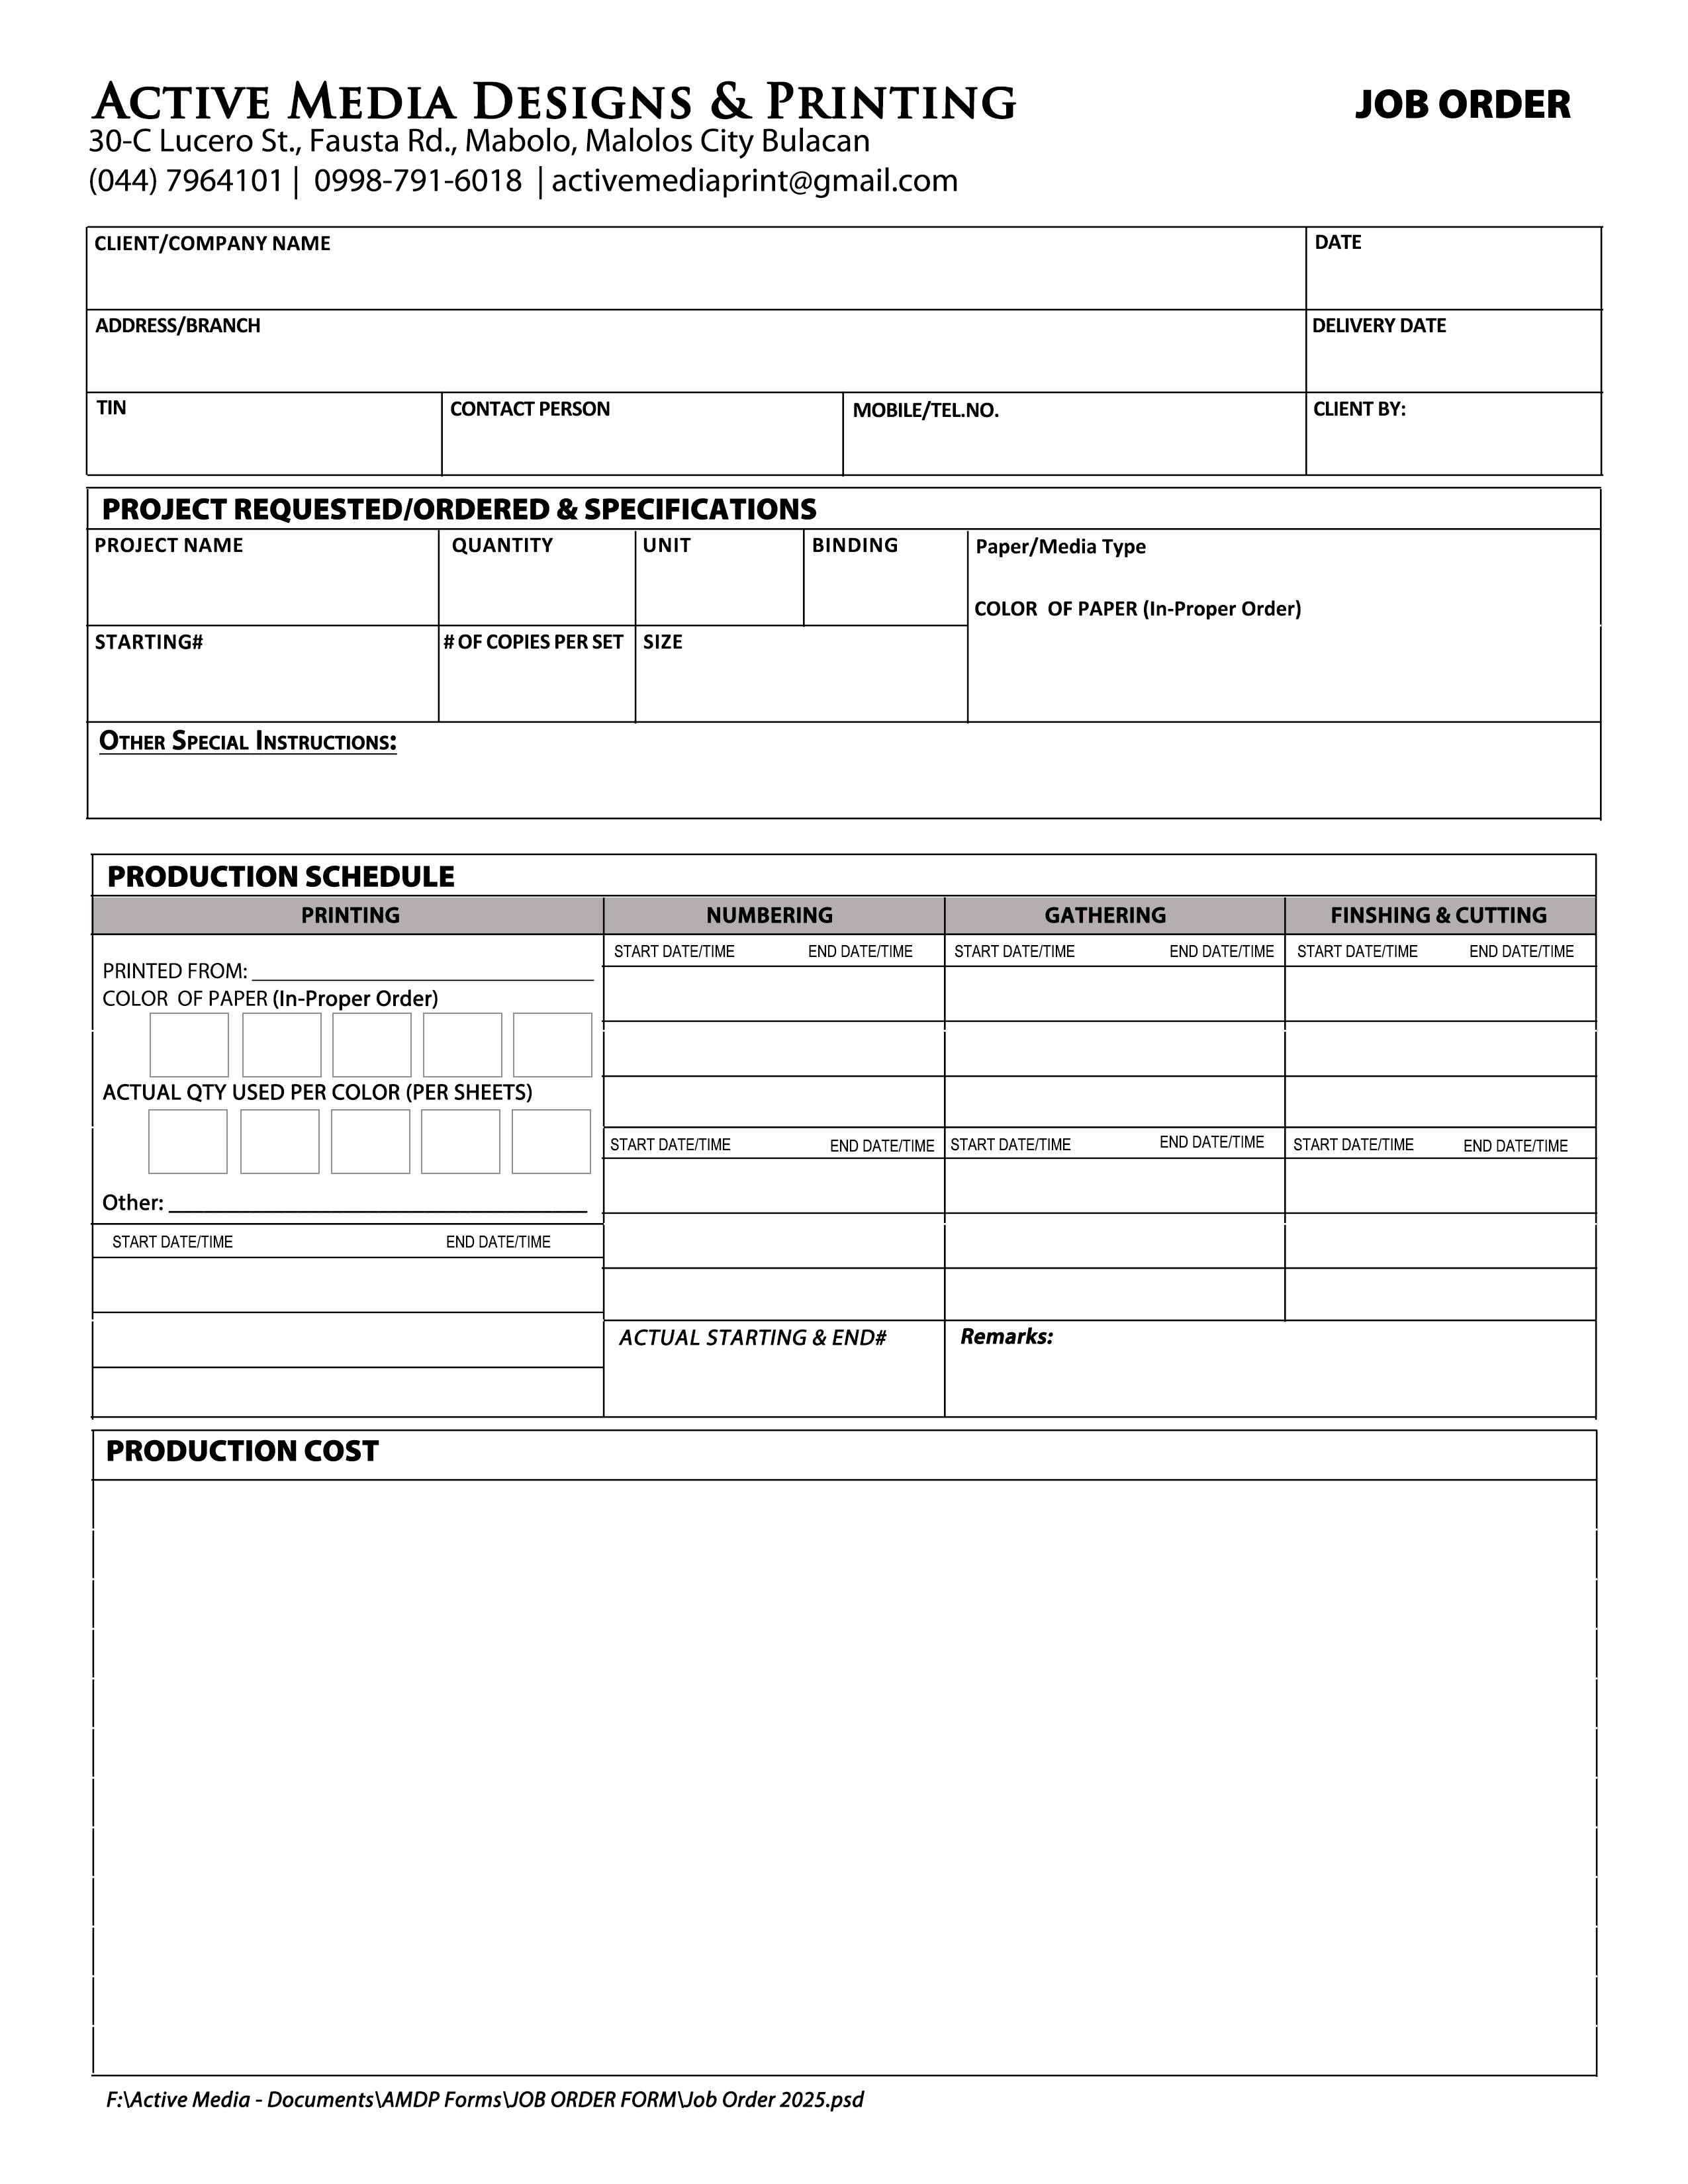 ACTIVE MEDIA DESIGNS & PRINTING
JOB ORDER
30-C Lucero St., Fausta Rd., Mabolo, Malolos City Bulacan
(044) 7964101 | 0998-791-6018 | activemediaprint@gmail.com
CLIENT/COMPANY NAME
DATE
ADDRESS/BRANCH
DELIVERY DATE
TIN
CONTACT PERSON
MOBILE/TEL.NO.
CLIENT BY:
PROJECT REQUESTED/ORDERED & SPECIFICATIONS
PROJECT NAME
QUANTITY
UNIT
BINDING
Paper/Media Type
COLOR OF PAPER (In-Proper Order)
STARTING#
# OF COPIES PER SET
SIZE
OTHER SPECIAL INSTRUCTIONS:
PRODUCTION SCHEDULE
PRINTING
NUMBERING
GATHERING
FINSHING & CUTTING
START DATE/TIME END DATE/TIME
START DATE/TIME END DATE/TIME
START DATE/TIME END DATE/TIME
PRINTED FROM:
COLOR OF PAPER (In-Proper Order)
ACTUAL QTY USED PER COLOR (PER SHEETS)
START DATE/TIME END DATE/TIME
START DATE/TIME END DATE/TIME
START DATE/TIME END DATE/TIME
Other:
START DATE/TIME END DATE/TIME
ACTUAL STARTING & END#
Remarks:
PRODUCTION COST
F:\Active Media - Documents\AMDP Forms\JOB ORDER FORM\Job Order 2025.psd